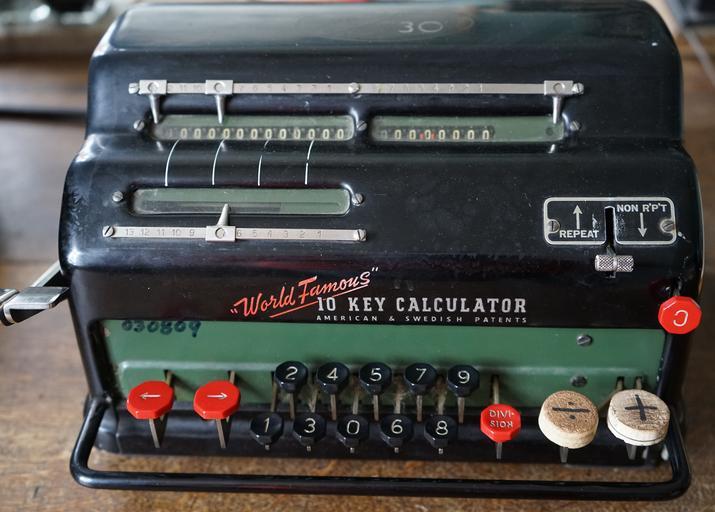 30
0000000000000
"World Famous"
10 KEY CALCULATOR
AMERICAN & SWEDISH PATENTS
REPEAT
NON R'P'T
13 12 11 10 9 6 5 4 3 2 1
030809
C
← →
2 4 5 7 9
1 3 0 6 8
DIVI-
SION
÷ +